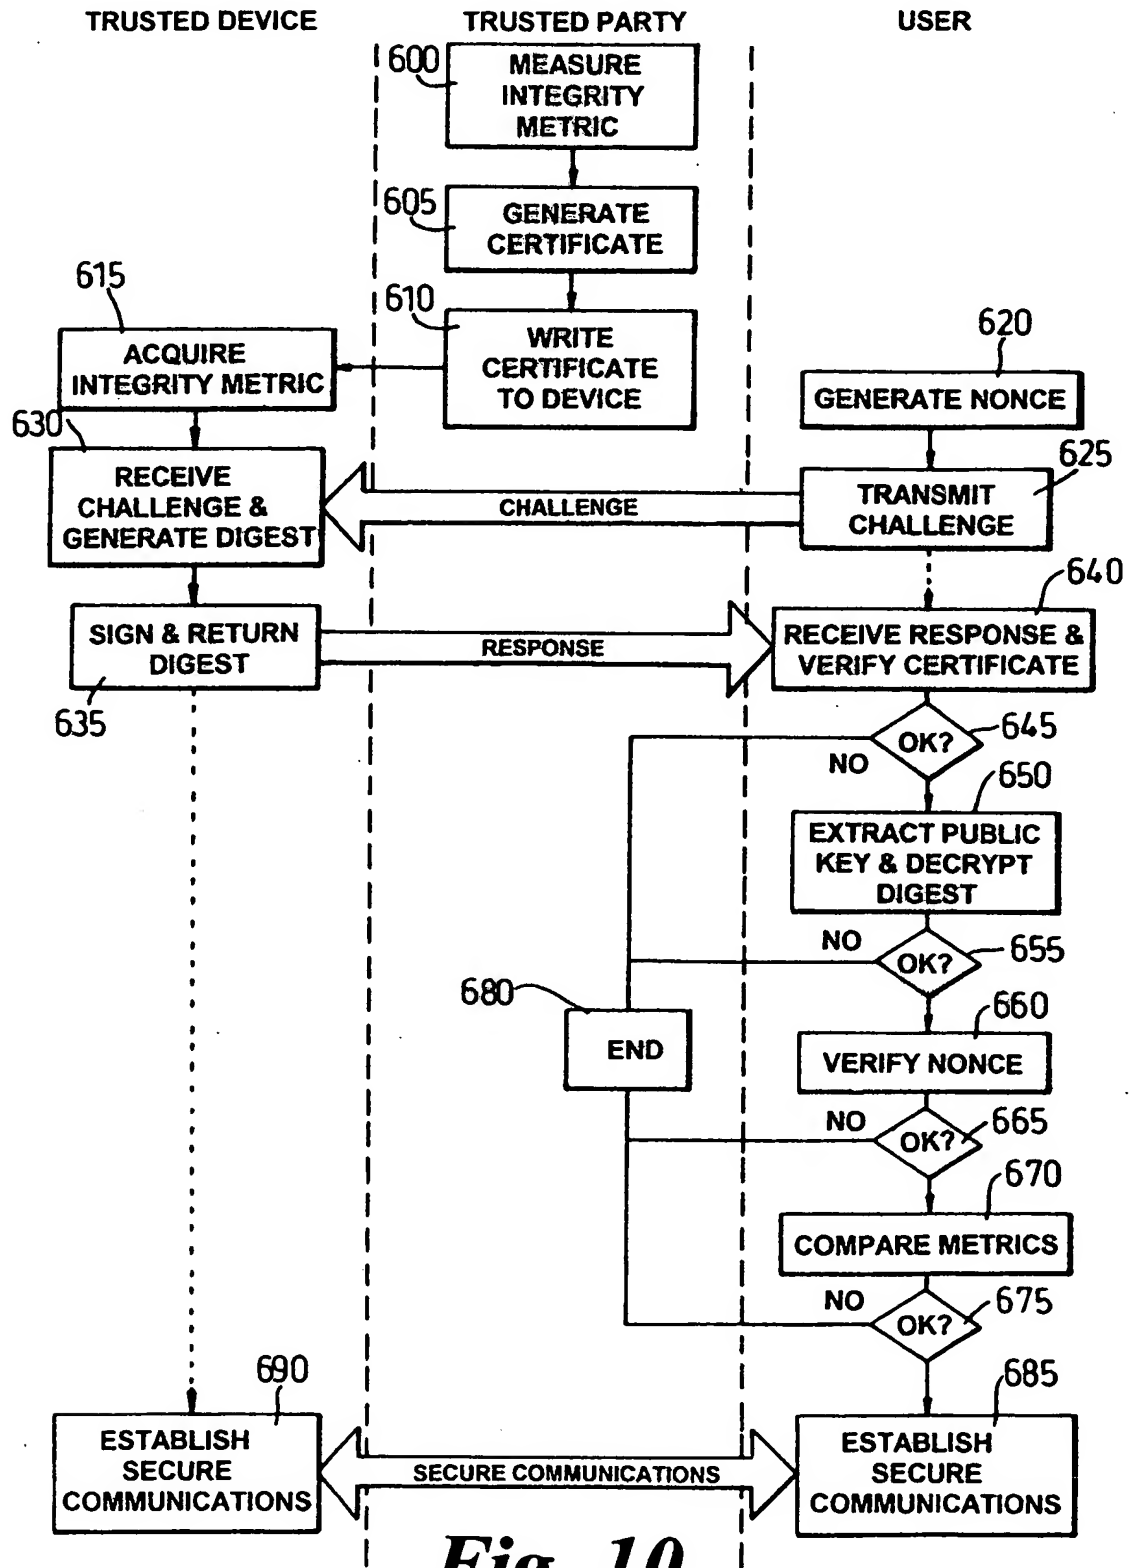 TRUSTED DEVICE
TRUSTED PARTY
USER
600
MEASURE
INTEGRITY
METRIC
605
GENERATE
CERTIFICATE
615
610
ACQUIRE
INTEGRITY METRIC
WRITE
CERTIFICATE
TO DEVICE
620
GENERATE NONCE
630
RECEIVE
CHALLENGE &
GENERATE DIGEST
CHALLENGE
625
TRANSMIT
CHALLENGE
640
SIGN & RETURN
DIGEST
635
RESPONSE
RECEIVE RESPONSE &
VERIFY CERTIFICATE
OK?
645
NO
650
EXTRACT PUBLIC
KEY & DECRYPT
DIGEST
NO
OK?
655
680
END
660
VERIFY NONCE
NO
OK?
665
670
COMPARE METRICS
NO
OK?
675
690
685
ESTABLISH
SECURE
COMMUNICATIONS
SECURE COMMUNICATIONS
ESTABLISH
SECURE
COMMUNICATIONS
Fig. 10